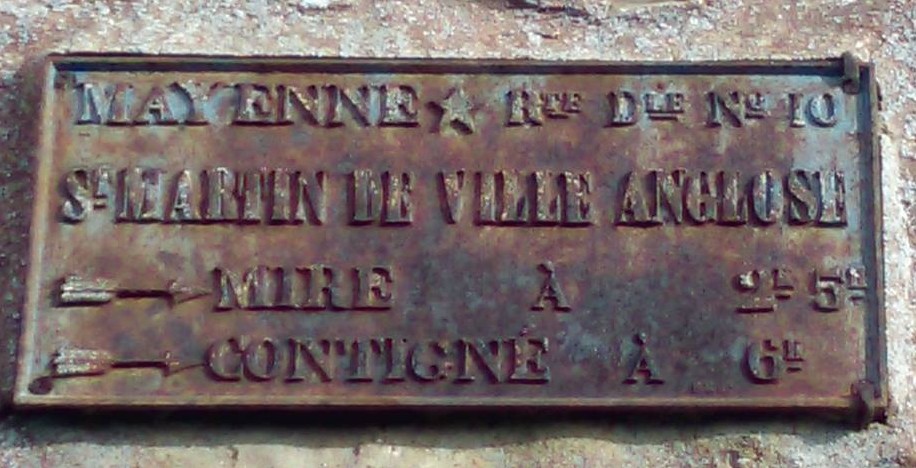 MAYENNE ★ RTE DLE No 10
ST MARTIN DE VILLE ANGLOSE
MIRE À 2K 5H
CONTIGNÉ À 6K